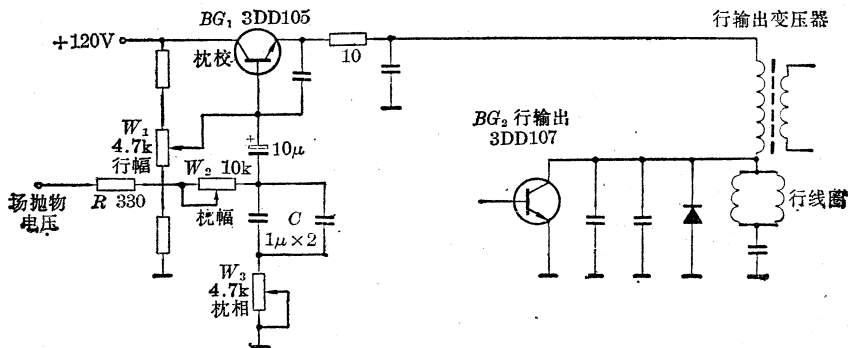 BG₁ 3DD105
行输出变压器
+120V
枕校
10
W₁
4.7k
行幅
10μ
BG₂ 行输出
3DD107
W₂ 10k
场抛物
电压
R 330
枕幅
C
1μ×2
行线圈
W₃
4.7k
枕相